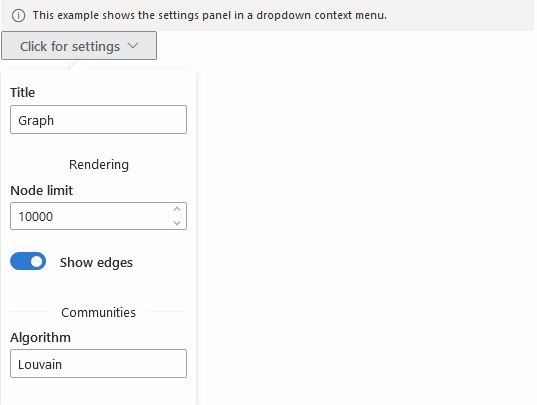 This example shows the settings panel in a dropdown context menu.
Click for settings
Title
Graph
Rendering
Node limit
10000
Show edges
Communities
Algorithm
Louvain